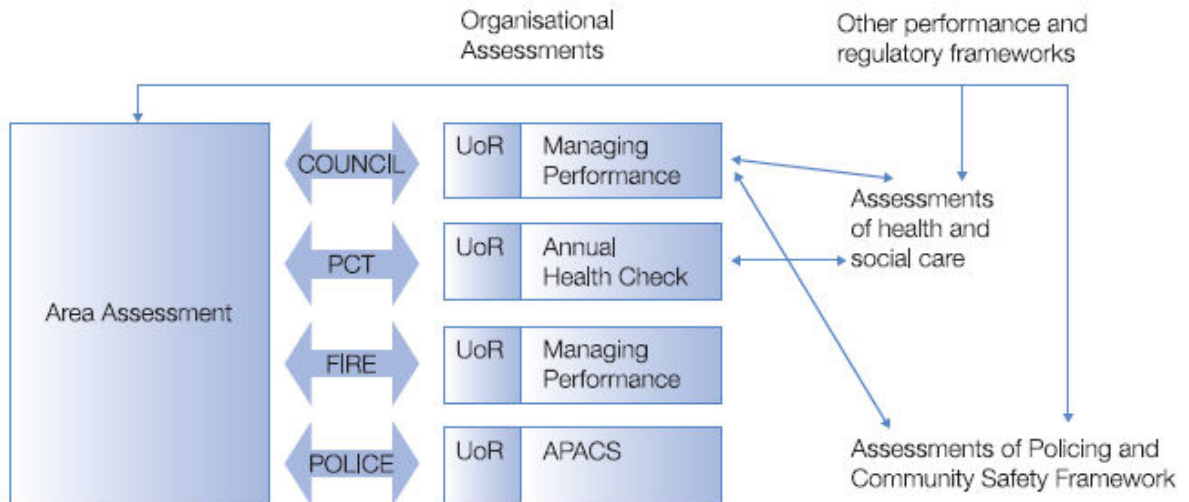 Organisational
Assessments
Other performance and
regulatory frameworks
Area Assessment
COUNCIL
UoR
Managing
Performance
PCT
UoR
Annual
Health Check
FIRE
UoR
Managing
Performance
POLICE
UoR
APACS
Assessments
of health and
social care
Assessments of Policing and
Community Safety Framework